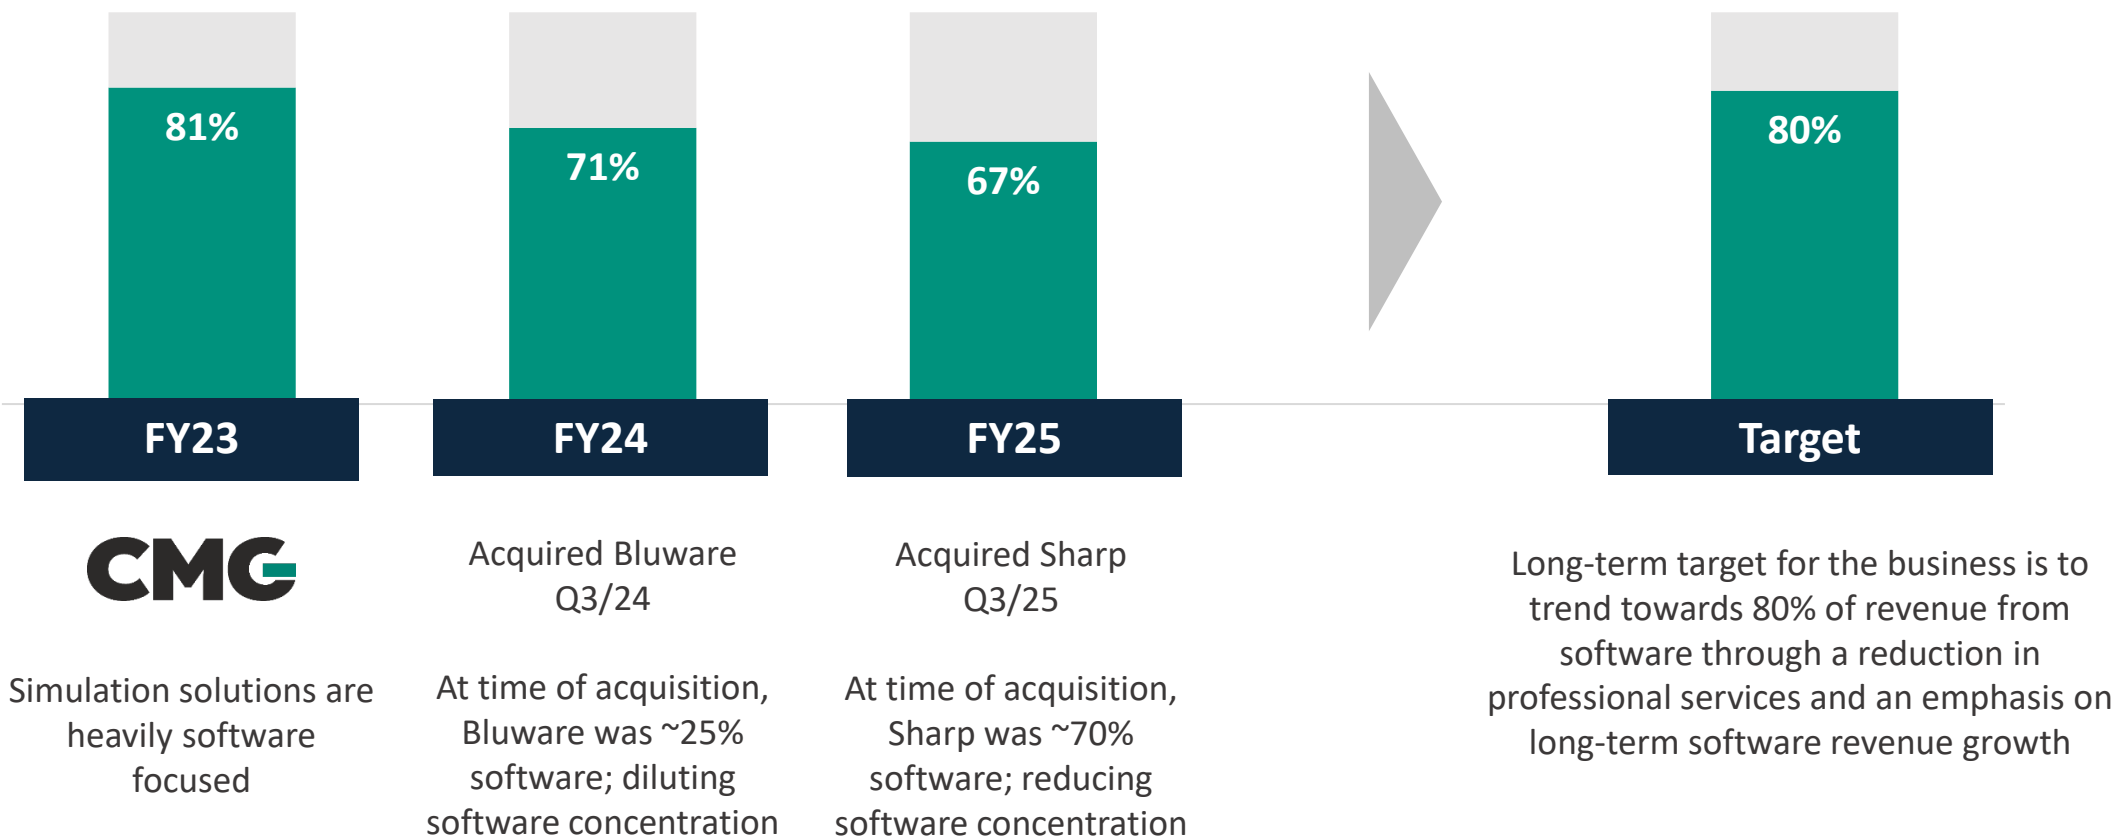 81%
71%
67%
80%
FY23
FY24
FY25
Target
CMG
Simulation solutions are
heavily software
focused
Acquired Bluware
Q3/24
At time of acquisition,
Bluware was ~25%
software; diluting
software concentration
Acquired Sharp
Q3/25
At time of acquisition,
Sharp was ~70%
software; reducing
software concentration
Long-term target for the business is to
trend towards 80% of revenue from
software through a reduction in
professional services and an emphasis on
long-term software revenue growth